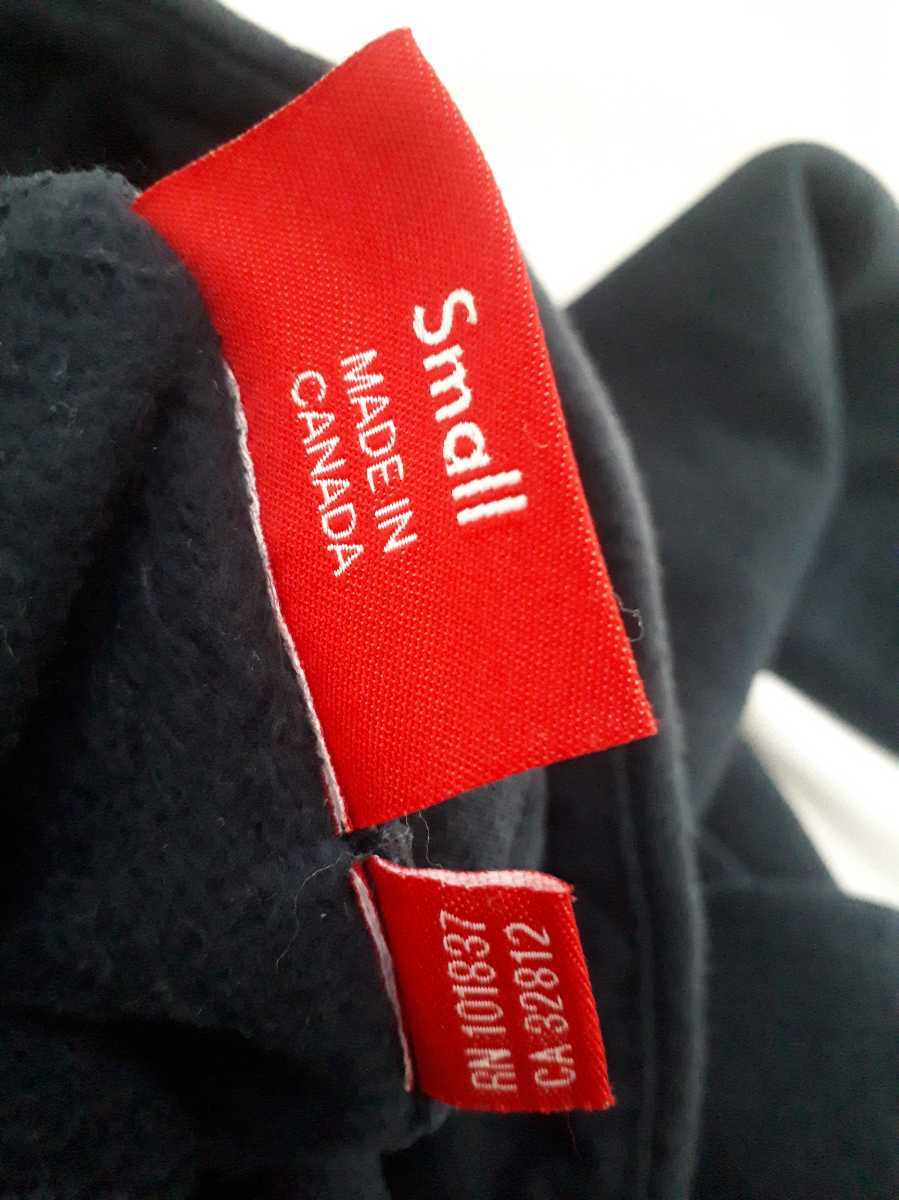 Small
MADE IN
CANADA
RN 101837
CA 32812